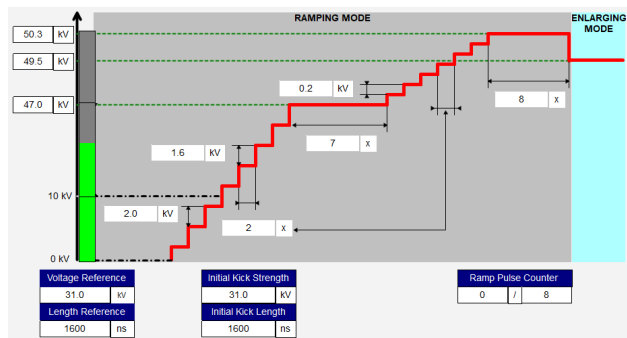 RAMPING MODE
ENLARGING
MODE
50.3 kV
49.5 kV
0.2 kV
47.0 kV
8 x
7 x
1.6 kV
10 kV
2.0 kV
2 x
0 kV
Voltage Reference
31.0 kV
Length Reference
1600 ns
Initial Kick Strength
31.0 kV
Initial Kick Length
1600 ns
Ramp Pulse Counter
0 / 8